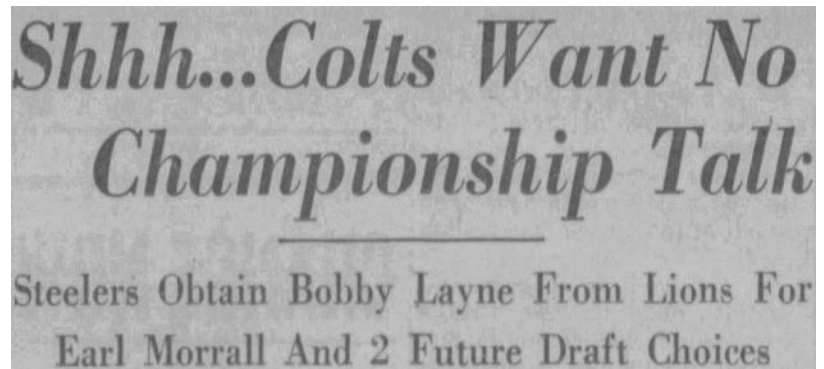 Shhh...Colts Want No
Championship Talk
Steelers Obtain Bobby Layne From Lions For
Earl Morrall And 2 Future Draft Choices